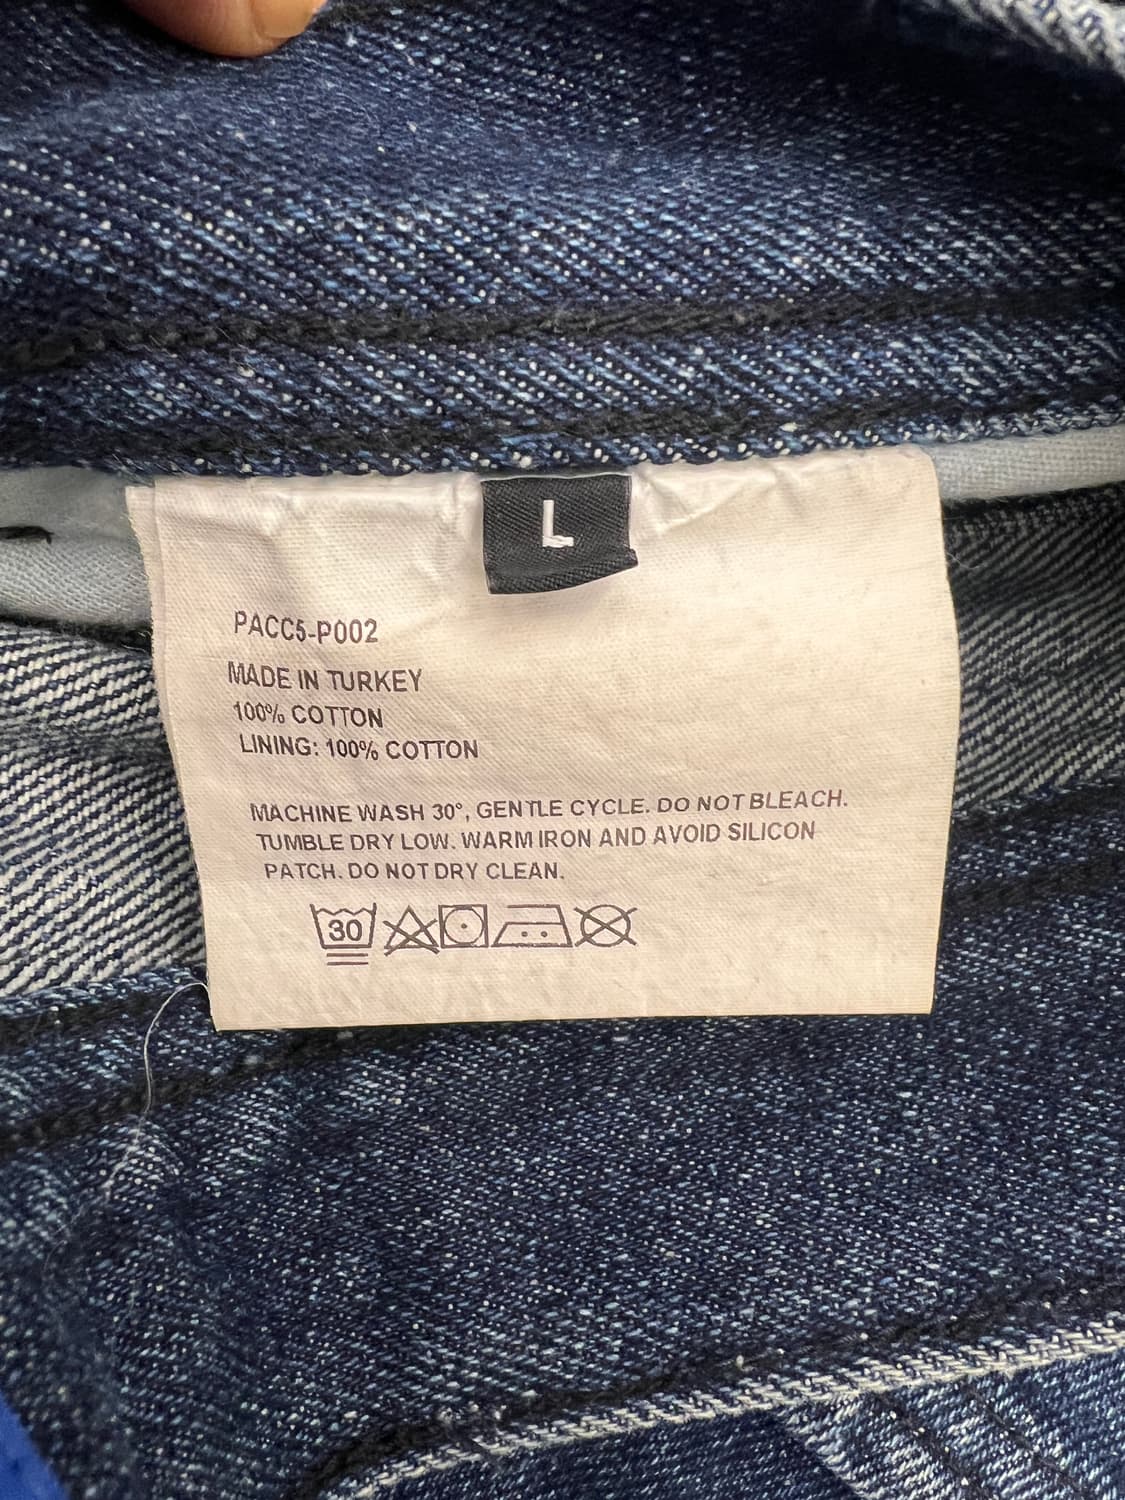 L
PACC5-P002
MADE IN TURKEY
100% COTTON
LINING: 100% COTTON
MACHINE WASH 30°, GENTLE CYCLE. DO NOT BLEACH.
TUMBLE DRY LOW. WARM IRON AND AVOID SILICON
PATCH. DO NOT DRY CLEAN.
30